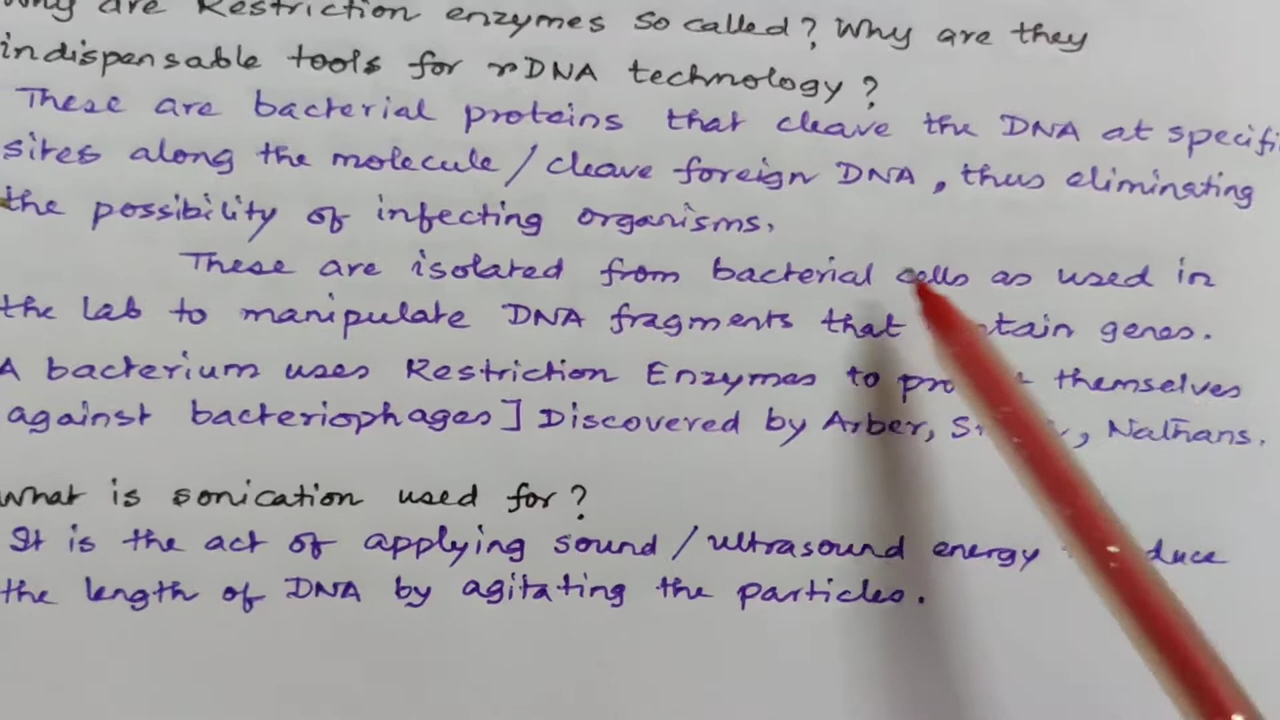 are Restriction enzymes so called? Why are they
indispensable tools for rDNA technology?
These are bacterial proteins that cleave the DNA at specifi
sites along the molecule / cleave foreign DNA, thus eliminating
the possibility of infecting organisms.
These are isolated from bacterial cells as used in
the lab to manipulate DNA fragments that genes.
A bacterium uses Restriction Enzymes to themselves
against bacteriophages] Discovered by Arber, , Nathans.
What is sonication used for?
It is the act of applying sound / ultrasound energy
the length of DNA by agitating the particles.